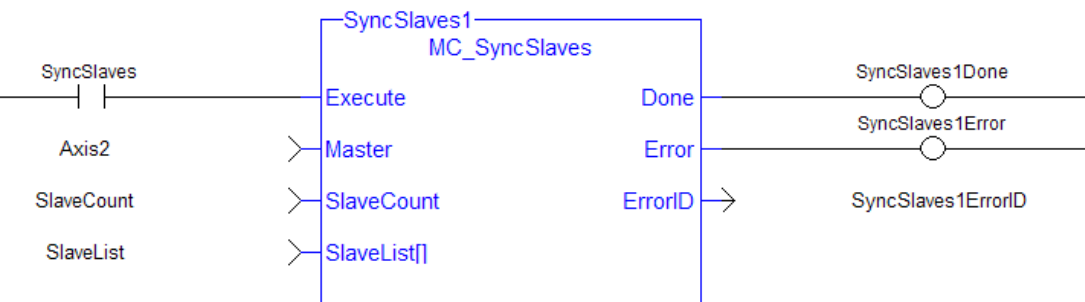 SyncSlaves1
MC_SyncSlaves
SyncSlaves
SyncSlaves1Done
Execute
Done
SyncSlaves1Error
Axis2
Master
Error
SlaveCount
SlaveCount
ErrorID
SyncSlaves1ErrorID
SlaveList
SlaveList[]